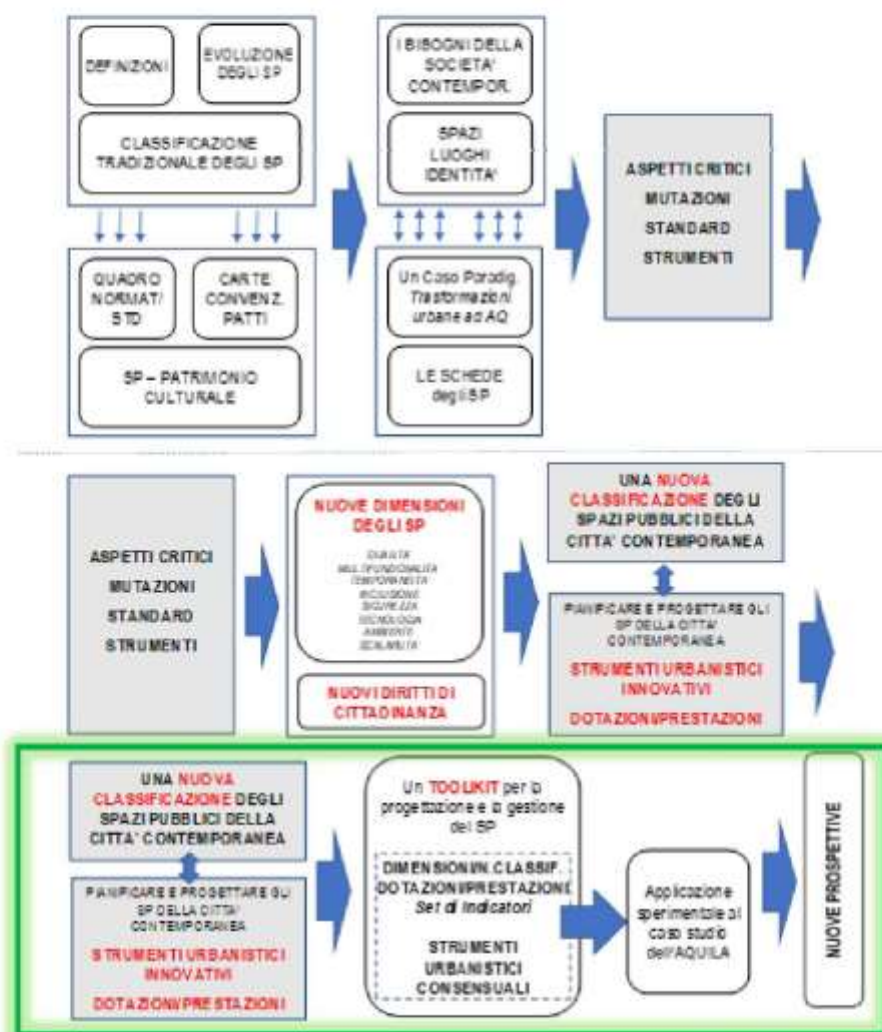 DEFINIZIONI
EVOLUZIONE
DEGLI SP
CLASSIFICAZIONE
TRADIZIONALE DEGLI SP
QUADRO
NORMAT/
STD
CARTE
CONVENZ.
PATTI
SP – PATRIMONIO
CULTURALE
I BISOGNI DELLA
SOCIETA'
CONTEMPOR.
SPAZI
LUOGHI
IDENTITA'
Un Caso Paradig.
Trasformazioni
urbane ad AQ
LE SCHEDE
degli SP
ASPETTI CRITICI
MUTAZIONI
STANDARD
STRUMENTI
ASPETTI CRITICI
MUTAZIONI
STANDARD
STRUMENTI
NUOVE DIMENSIONI
DEGLI SP
QUALITA'
MULTIFUNZIONALITA'
TEMPORANEITA'
INCLUSIONE
SICUREZZA
TECNOLOGIA
AMBIENTE
SCALARITA'
NUOVI DIRITTI DI
CITTADINANZA
UNA NUOVA
CLASSIFICAZIONE DEGLI
SPAZI PUBBLICI DELLA
CITTA' CONTEMPORANEA
PIANIFICARE E PROGETTARE GLI
SP DELLA CITTA'
CONTEMPORANEA
STRUMENTI URBANISTICI
INNOVATIVI
DOTAZIONI/PRESTAZIONI
UNA NUOVA
CLASSIFICAZIONE DEGLI
SPAZI PUBBLICI DELLA
CITTA' CONTEMPORANEA
PIANIFICARE E PROGETTARE GLI
SP DELLA CITTA'
CONTEMPORANEA
STRUMENTI URBANISTICI
INNOVATIVI
DOTAZIONI/PRESTAZIONI
Un TOOLKIT per la
progettazione e la gestione
dei SP
DIMENSIONI/N.CLASSIF.
DOTAZIONI/PRESTAZIONI
Set di Indicatori
STRUMENTI
URBANISTICI
CONSENSUALI
Applicazione
sperimentale al
caso studio
dell'AQUILA
NUOVE PROSPETTIVE